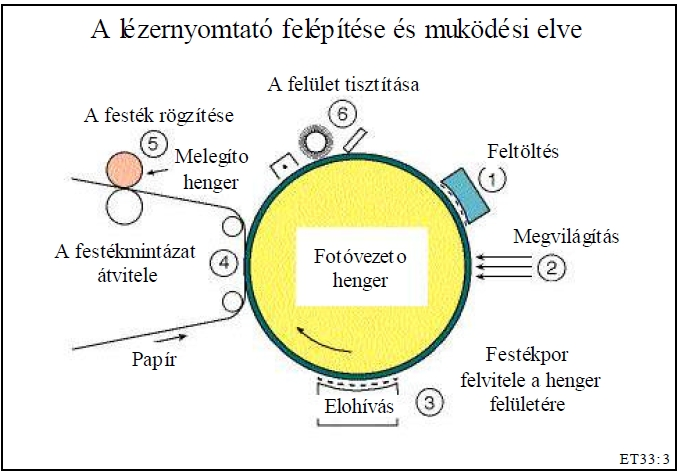 A lézernyomtató felépítése és muködési elve
A felület tisztítása
6
A festék rögzítése
5
Melegíto
henger
Feltöltés
1
Megvilágítás
2
A festékmintázat
átvitele
4
Fotóvezeto
henger
Papír
Festékpor
felvitele a henger
felületére
Elohívás
3
ET33:3